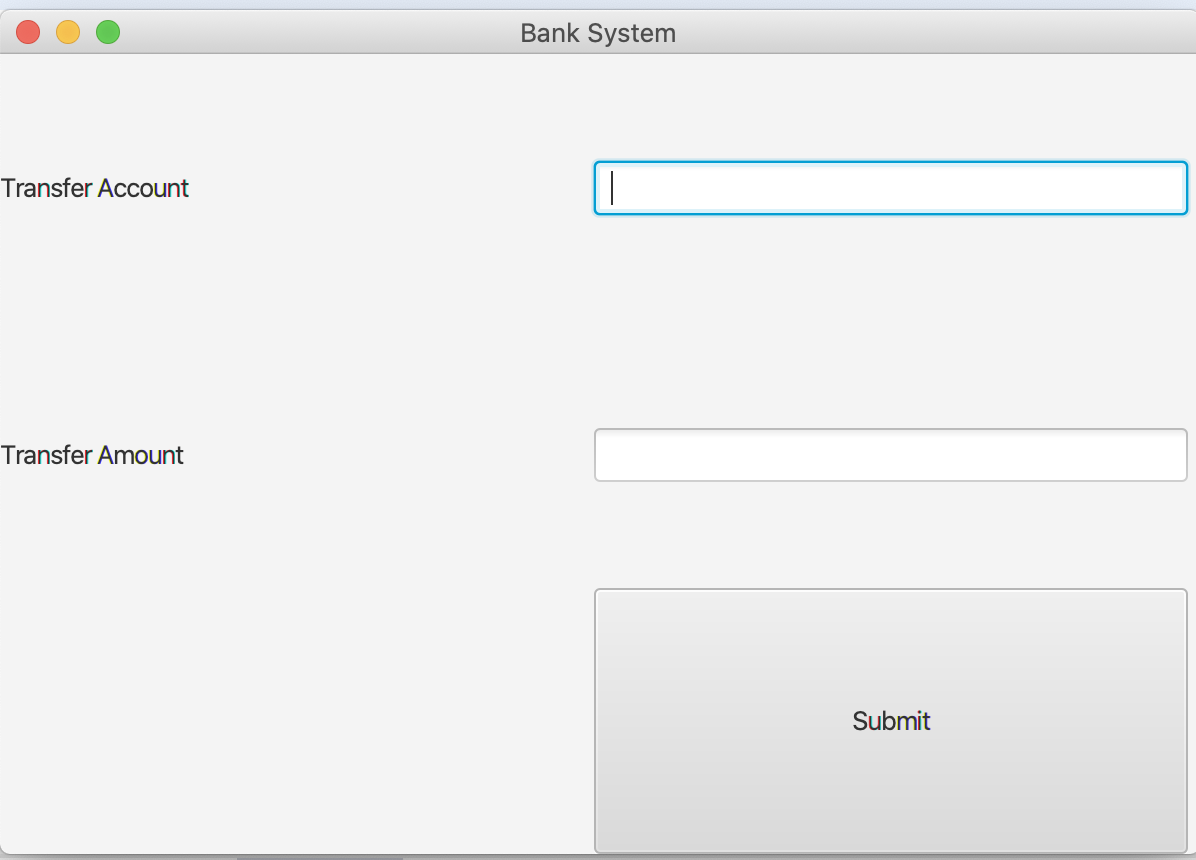 Bank System
Transfer Account
Transfer Amount
Submit